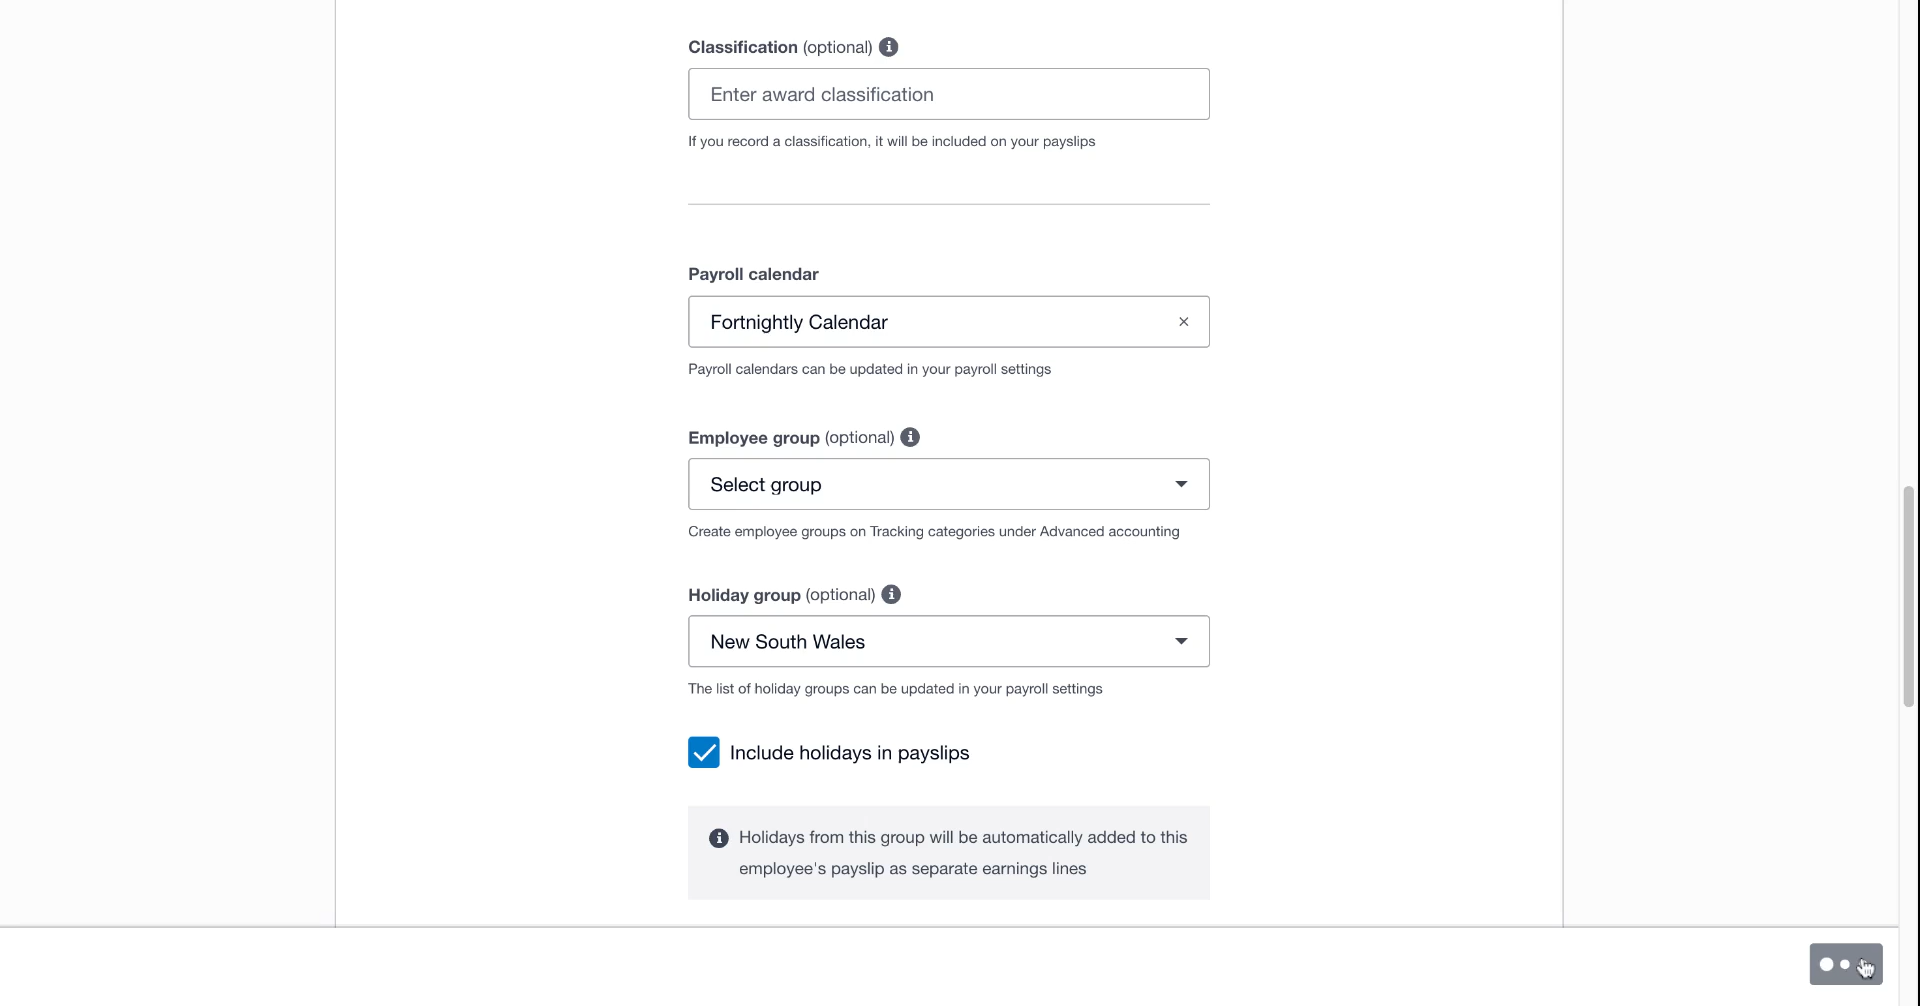 Classification (optional)
Enter award classification
If you record a classification, it will be included on your payslips
Payroll calendar
Fortnightly Calendar
Payroll calendars can be updated in your payroll settings
Employee group (optional)
Select group
Create employee groups on Tracking categories under Advanced accounting
Holiday group (optional)
New South Wales
The list of holiday groups can be updated in your payroll settings
Include holidays in payslips
Holidays from this group will be automatically added to this
employee's payslip as separate earnings lines